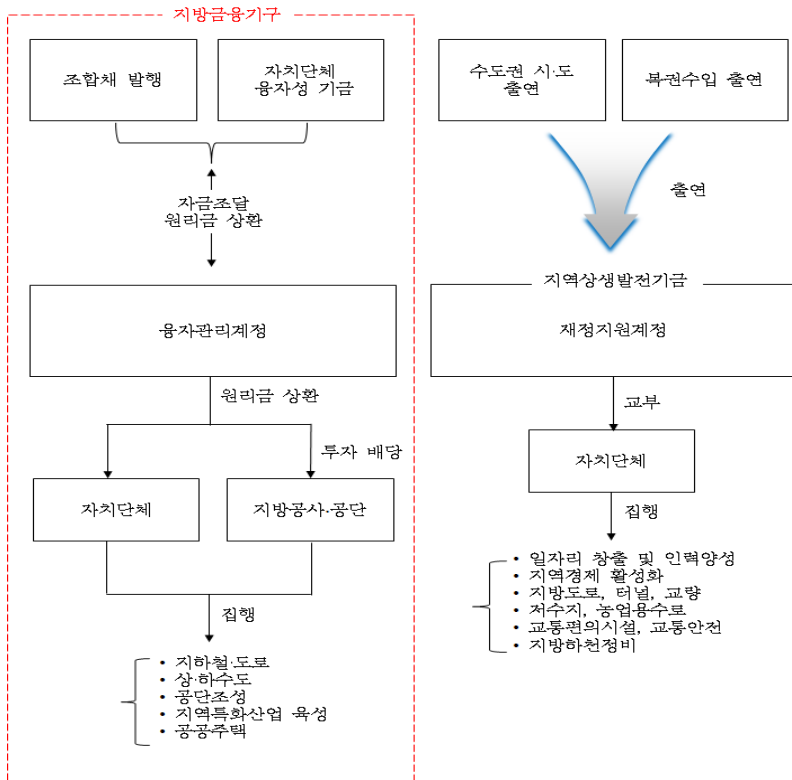 지방금융기구
조합채 발행
자치단체
융자성 기금
자금조달
원리금 상환
융자관리계정
원리금 상환
투자 배당
자치단체
지방공사·공단
집행
• 지하철·도로
• 상·하수도
• 공단조성
• 지역특화산업 육성
• 공공주택
수도권 시·도
출연
복권수입 출연
출연
지역상생발전기금
재정지원계정
교부
자치단체
집행
• 일자리 창출 및 인력양성
• 지역경제 활성화
• 지방도로, 터널, 교량
• 저수지, 농업용수로
• 교통편의시설, 교통안전
• 지방하천정비